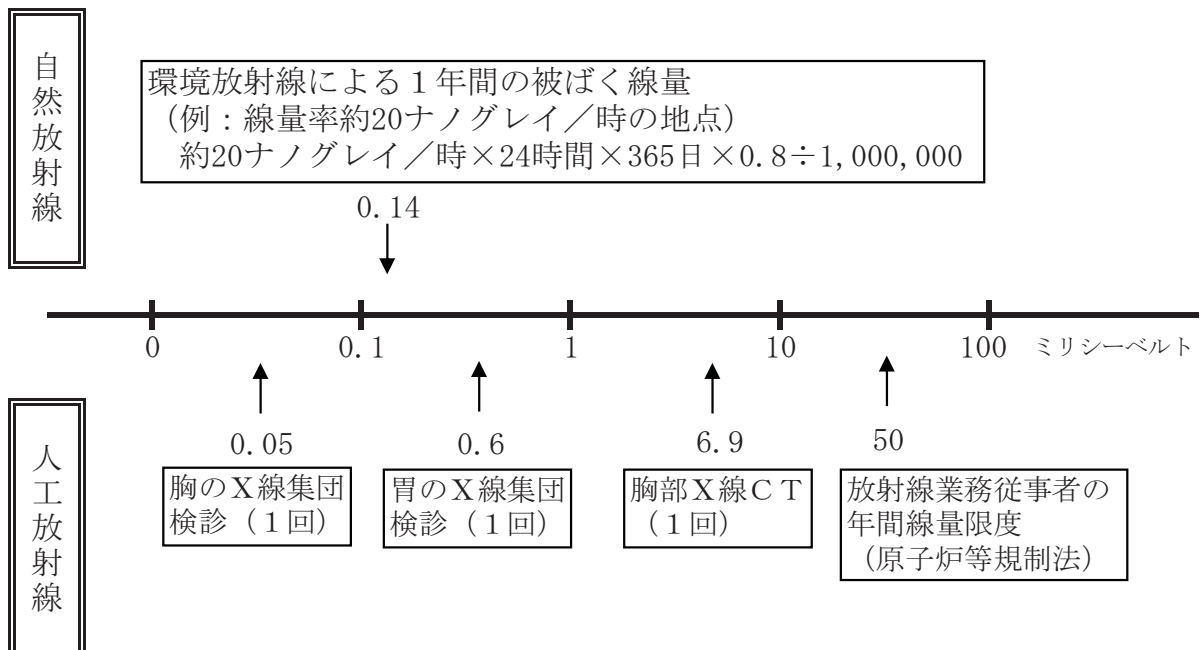 自然放射線
環境放射線による１年間の被ばく線量
（例：線量率約20ナノグレイ／時の地点）
約20ナノグレイ／時×24時間×365日×0.8÷1,000,000
0.14
0 0.1 1 10 100 ミリシーベルト
0.05 0.6 6.9 50
人工放射線
胸のＸ線集団
検診（１回）
胃のＸ線集団
検診（１回）
胸部Ｘ線ＣＴ
（１回）
放射線業務従事者の
年間線量限度
（原子炉等規制法）